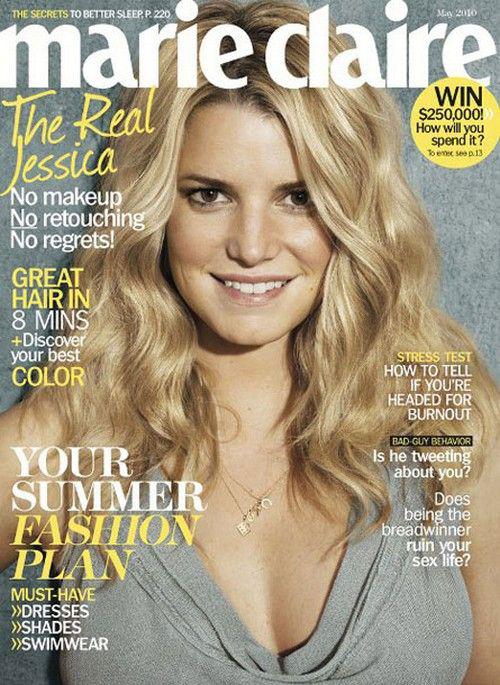 THE SECRETS TO BETTER SLEEP, P. 220
May 2010
marie claire
The Real
Jessica
No makeup
No retouching
No regrets!
WIN
$250,000!
How will you
spend it?
To enter, see p.13
GREAT
HAIR IN
8 MINS
+Discover
your best
COLOR
STRESS TEST
HOW TO TELL
IF YOU'RE
HEADED FOR
BURNOUT
BAD-GUY BEHAVIOR
Is he tweeting
about you?
Does
being the
breadwinner
ruin your
sex life?
YOUR
SUMMER
FASHION
PLAN
MUST-HAVE
»DRESSES
»SHADES
»SWIMWEAR